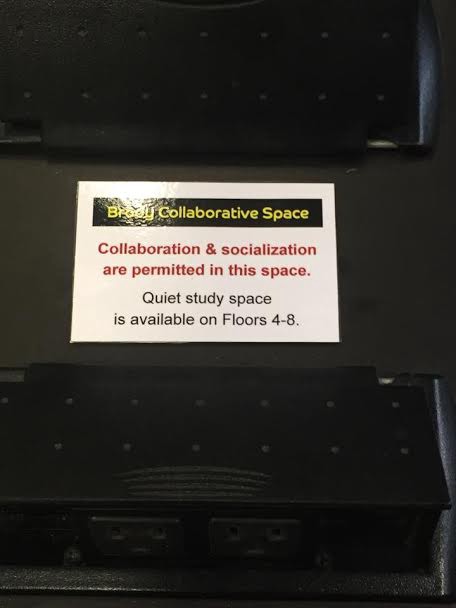 Brody Collaborative Space
Collaboration & socialization
are permitted in this space.
Quiet study space
is available on Floors 4-8.